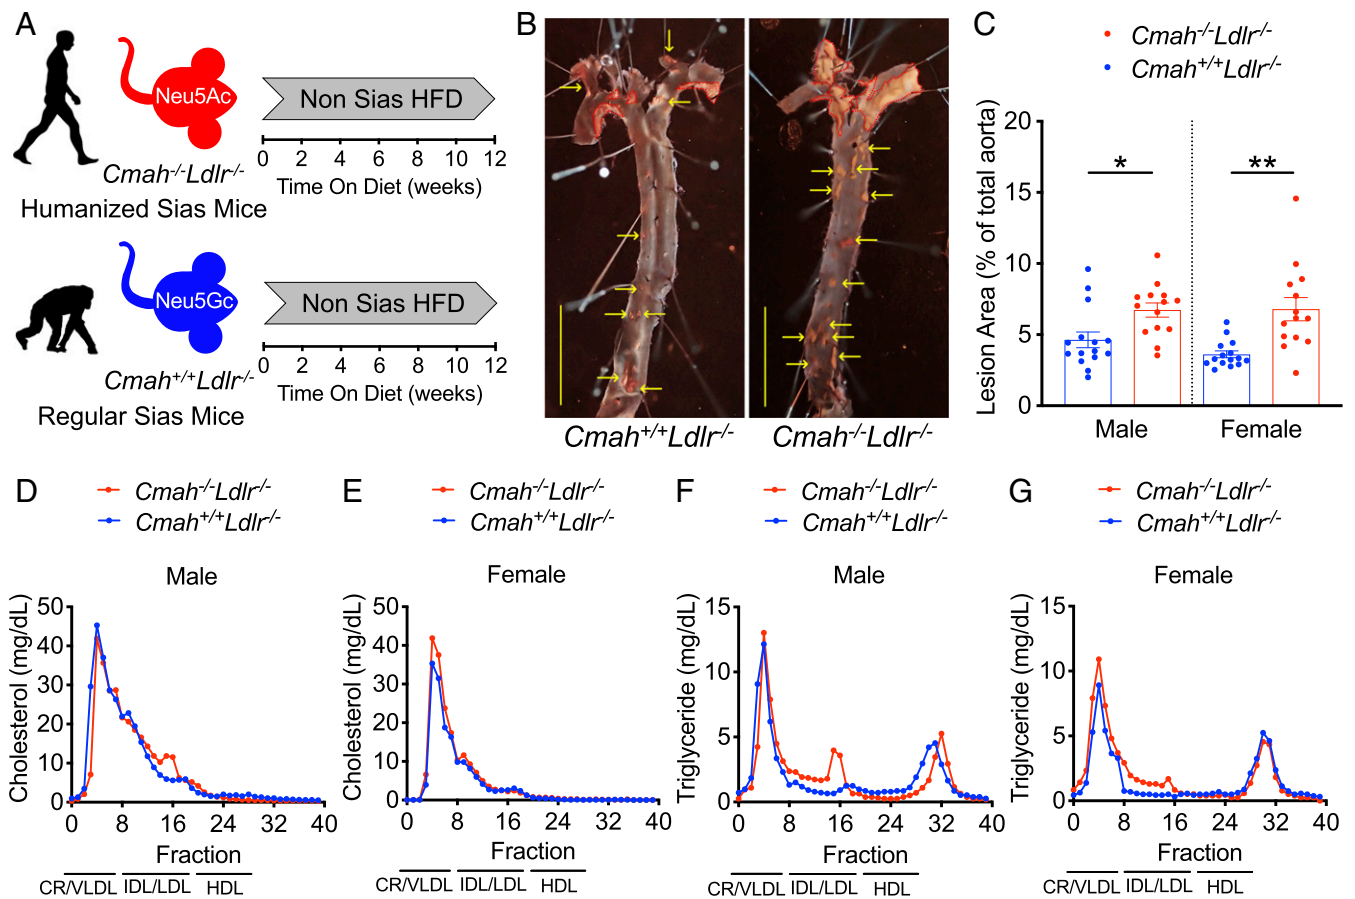 A
Neu5Ac
Non Sias HFD
0 2 4 6 8 10 12
Time On Diet (weeks)
Cmah-/-Ldlr-/-
Humanized Sias Mice
Neu5Gc
Non Sias HFD
0 2 4 6 8 10 12
Time On Diet (weeks)
Cmah+/+Ldlr-/-
Regular Sias Mice
B
Cmah+/+Ldlr-/-
Cmah-/-Ldlr-/-
C
Cmah-/-Ldlr-/-
Cmah+/+Ldlr-/-
Lesion Area (% of total aorta)
20
15
10
5
0
*
**
Male
Female
D
Cmah-/-Ldlr-/-
Cmah+/+Ldlr-/-
Male
Cholesterol (mg/dL)
50
40
30
20
10
0
0 8 16 24 32 40
Fraction
CR/VLDL IDL/LDL HDL
E
Cmah-/-Ldlr-/-
Cmah+/+Ldlr-/-
Female
Cholesterol (mg/dL)
50
40
30
20
10
0
0 8 16 24 32 40
Fraction
CR/VLDL IDL/LDL HDL
F
Cmah-/-Ldlr-/-
Cmah+/+Ldlr-/-
Male
Triglyceride (mg/dL)
15
10
5
0
0 8 16 24 32 40
Fraction
CR/VLDL IDL/LDL HDL
G
Cmah-/-Ldlr-/-
Cmah+/+Ldlr-/-
Female
Triglyceride (mg/dL)
15
10
5
0
0 8 16 24 32 40
Fraction
CR/VLDL IDL/LDL HDL